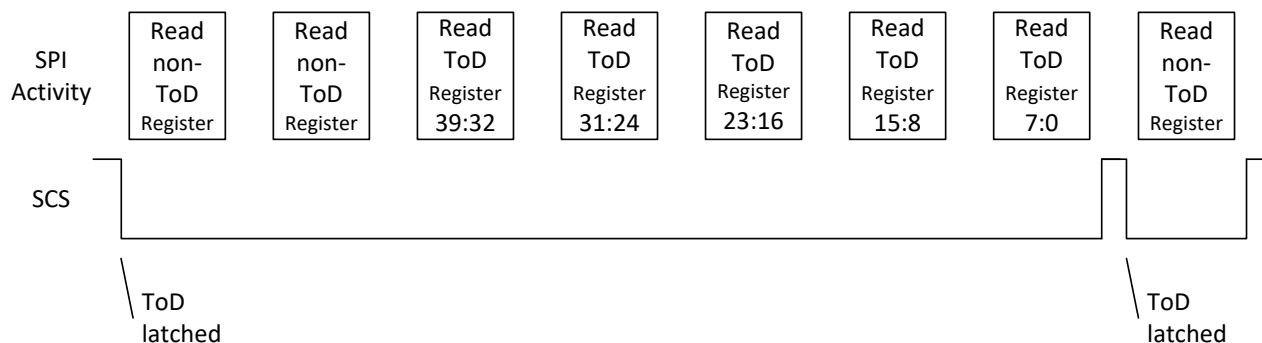 SPI
Activity
Read
non-
ToD
Register
Read
non-
ToD
Register
Read
ToD
Register
39:32
Read
ToD
Register
31:24
Read
ToD
Register
23:16
Read
ToD
Register
15:8
Read
ToD
Register
7:0
Read
non-
ToD
Register
SCS
ToD
latched
ToD
latched